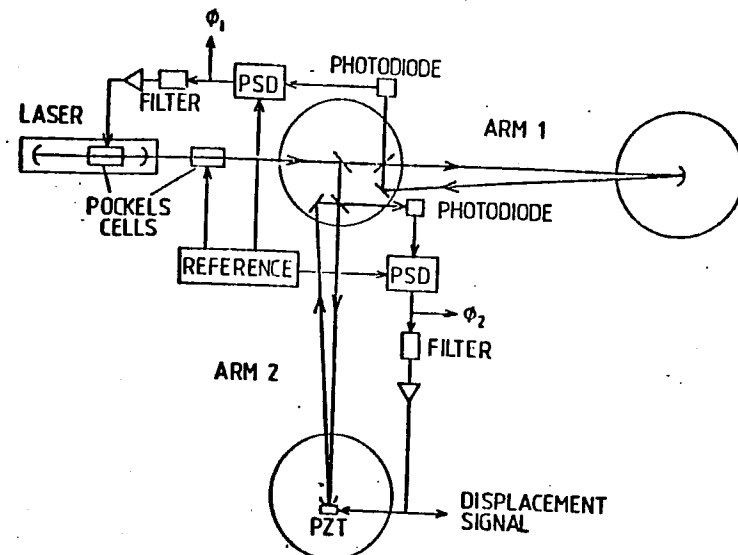 ϕ1
PHOTODIODE
PSD
FILTER
LASER
ARM 1
POCKELS
CELLS
PHOTODIODE
REFERENCE
PSD
ϕ2
FILTER
ARM 2
DISPLACEMENT
SIGNAL
PZT